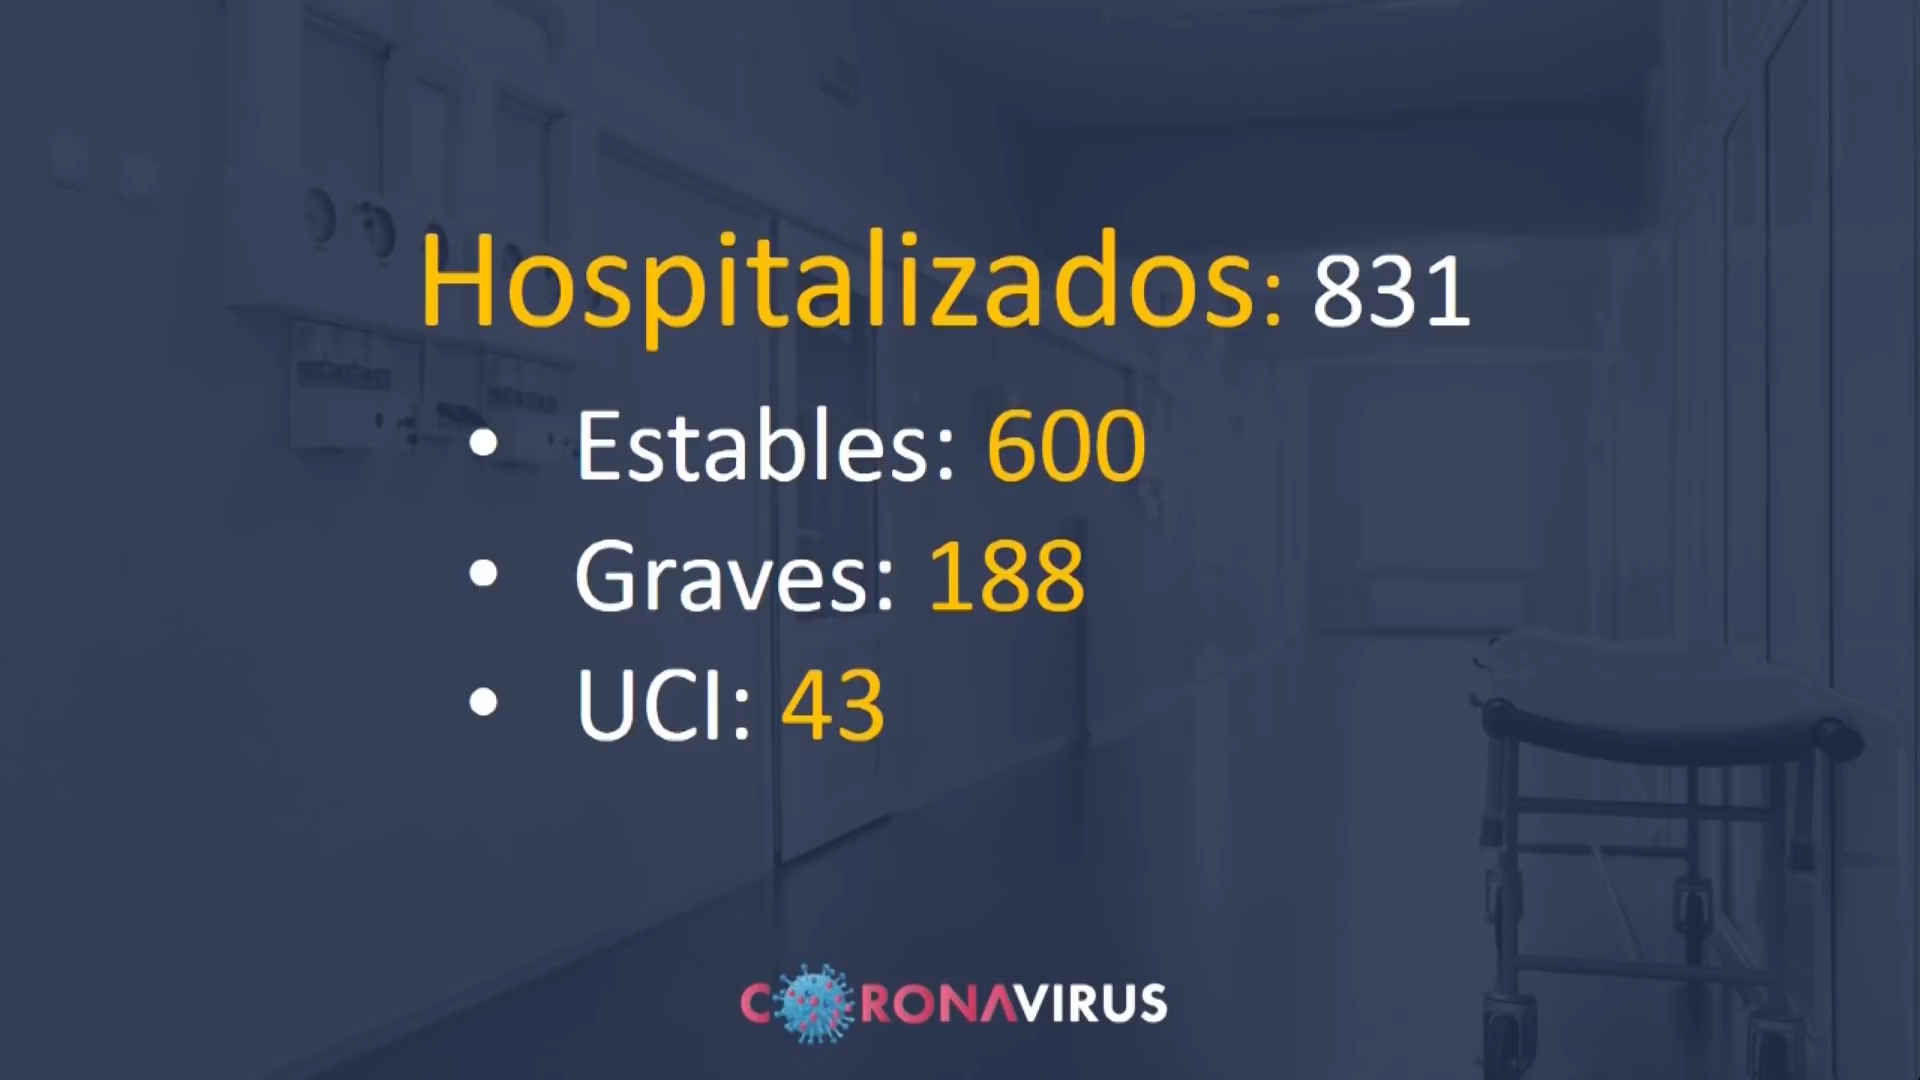 Hospitalizados: 831
• Estables: 600
• Graves: 188
• UCI: 43
CORONAVIRUS